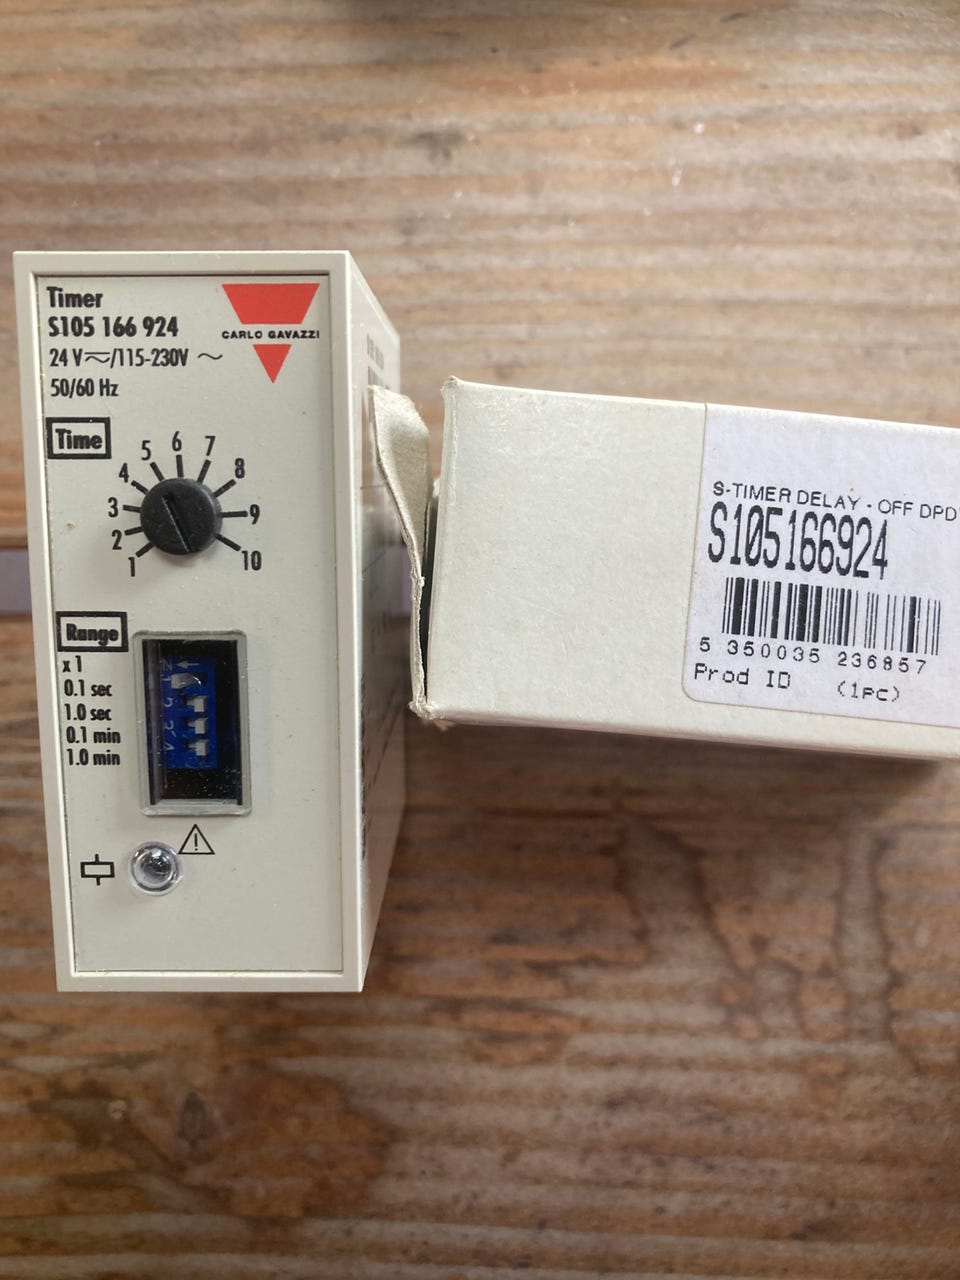 Timer
S105 166 924
24 V⎓/115-230V ~
50/60 Hz
CARLO GAVAZZI
Time
1
2
3
4
5
6
7
8
9
10
Range
x 1
0.1 sec
1.0 sec
0.1 min
1.0 min
S-TIMER DELAY - OFF DPD
S105166924
5 350035 236857
Prod ID (1pc)